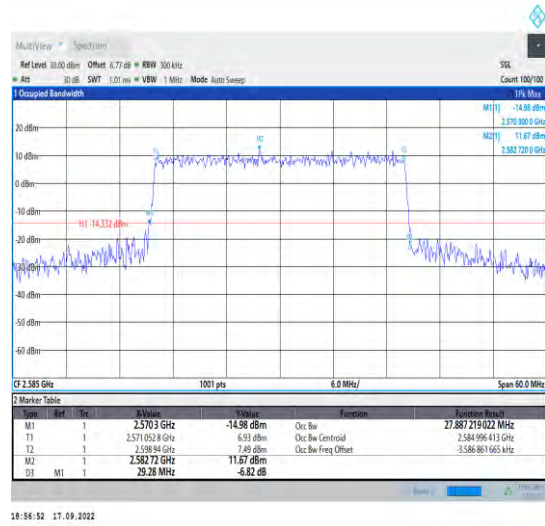 MultiView Spectrum
Ref Level 30.00 dBm Offset 6.77 dB RBW 300 kHz SGL
Att 30 dB SWT 1.01 ms VBW 1 MHz Mode Auto Sweep Count 100/100
1 Occupied Bandwidth 1Pk Max
M1[1] -14.98 dBm
2.570 300 0 GHz
M2[1] 11.67 dBm
2.582 720 0 GHz
20 dBm
M2
10 dBm
0 dBm
-10 dBm
H1 -14.332 dBm
-20 dBm
-30 dBm
-40 dBm
-50 dBm
-60 dBm
CF 2.585 GHz 1001 pts 6.0 MHz/ Span 60.0 MHz
2 Marker Table
Type Ref Trc X-Value Y-Value Function Function Result
M1 1 2.5703 GHz -14.98 dBm Occ Bw 27.887 219 022 MHz
T1 1 2.571 052 8 GHz 6.93 dBm Occ Bw Centroid 2.584 996 413 GHz
T2 1 2.598 94 GHz 7.49 dBm Occ Bw Freq Offset -3.586 861 665 kHz
M2 1 2.582 72 GHz 11.67 dBm
D3 M1 1 29.28 MHz -6.82 dB
18:56:52 17.09.2022